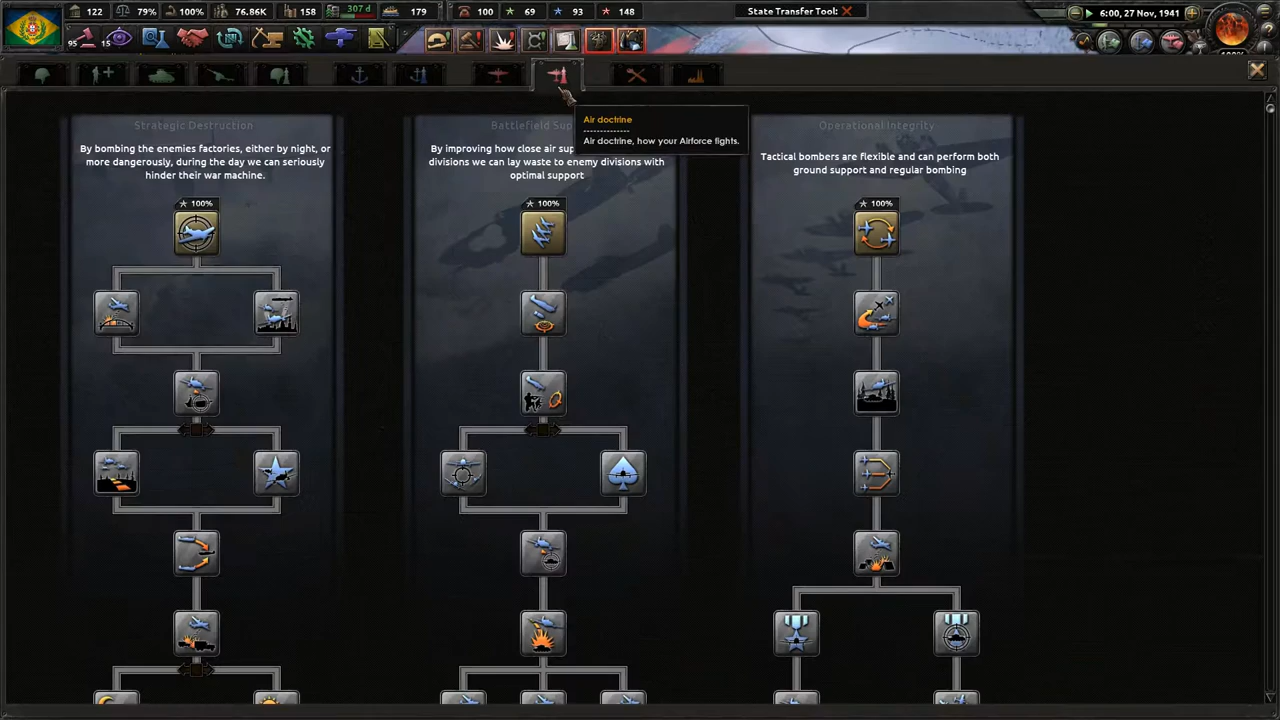 122 79% 100% 76.86K 158 307 d 179 100 69 93 148 State Transfer Tool: 6:00, 27 Nov, 1941
95 15 100%
Air doctrine
--------------
Air doctrine, how your Airforce fights.
Strategic Destruction
By bombing the enemies factories, either by night, or
more dangerously, during the day we can seriously
hinder their war machine.
100%
Battlefield Sup
By improving how close air sup
divisions we can lay waste to enemy divisions with
optimal support
100%
Operational Integrity
Tactical bombers are flexible and can perform both
ground support and regular bombing
100%